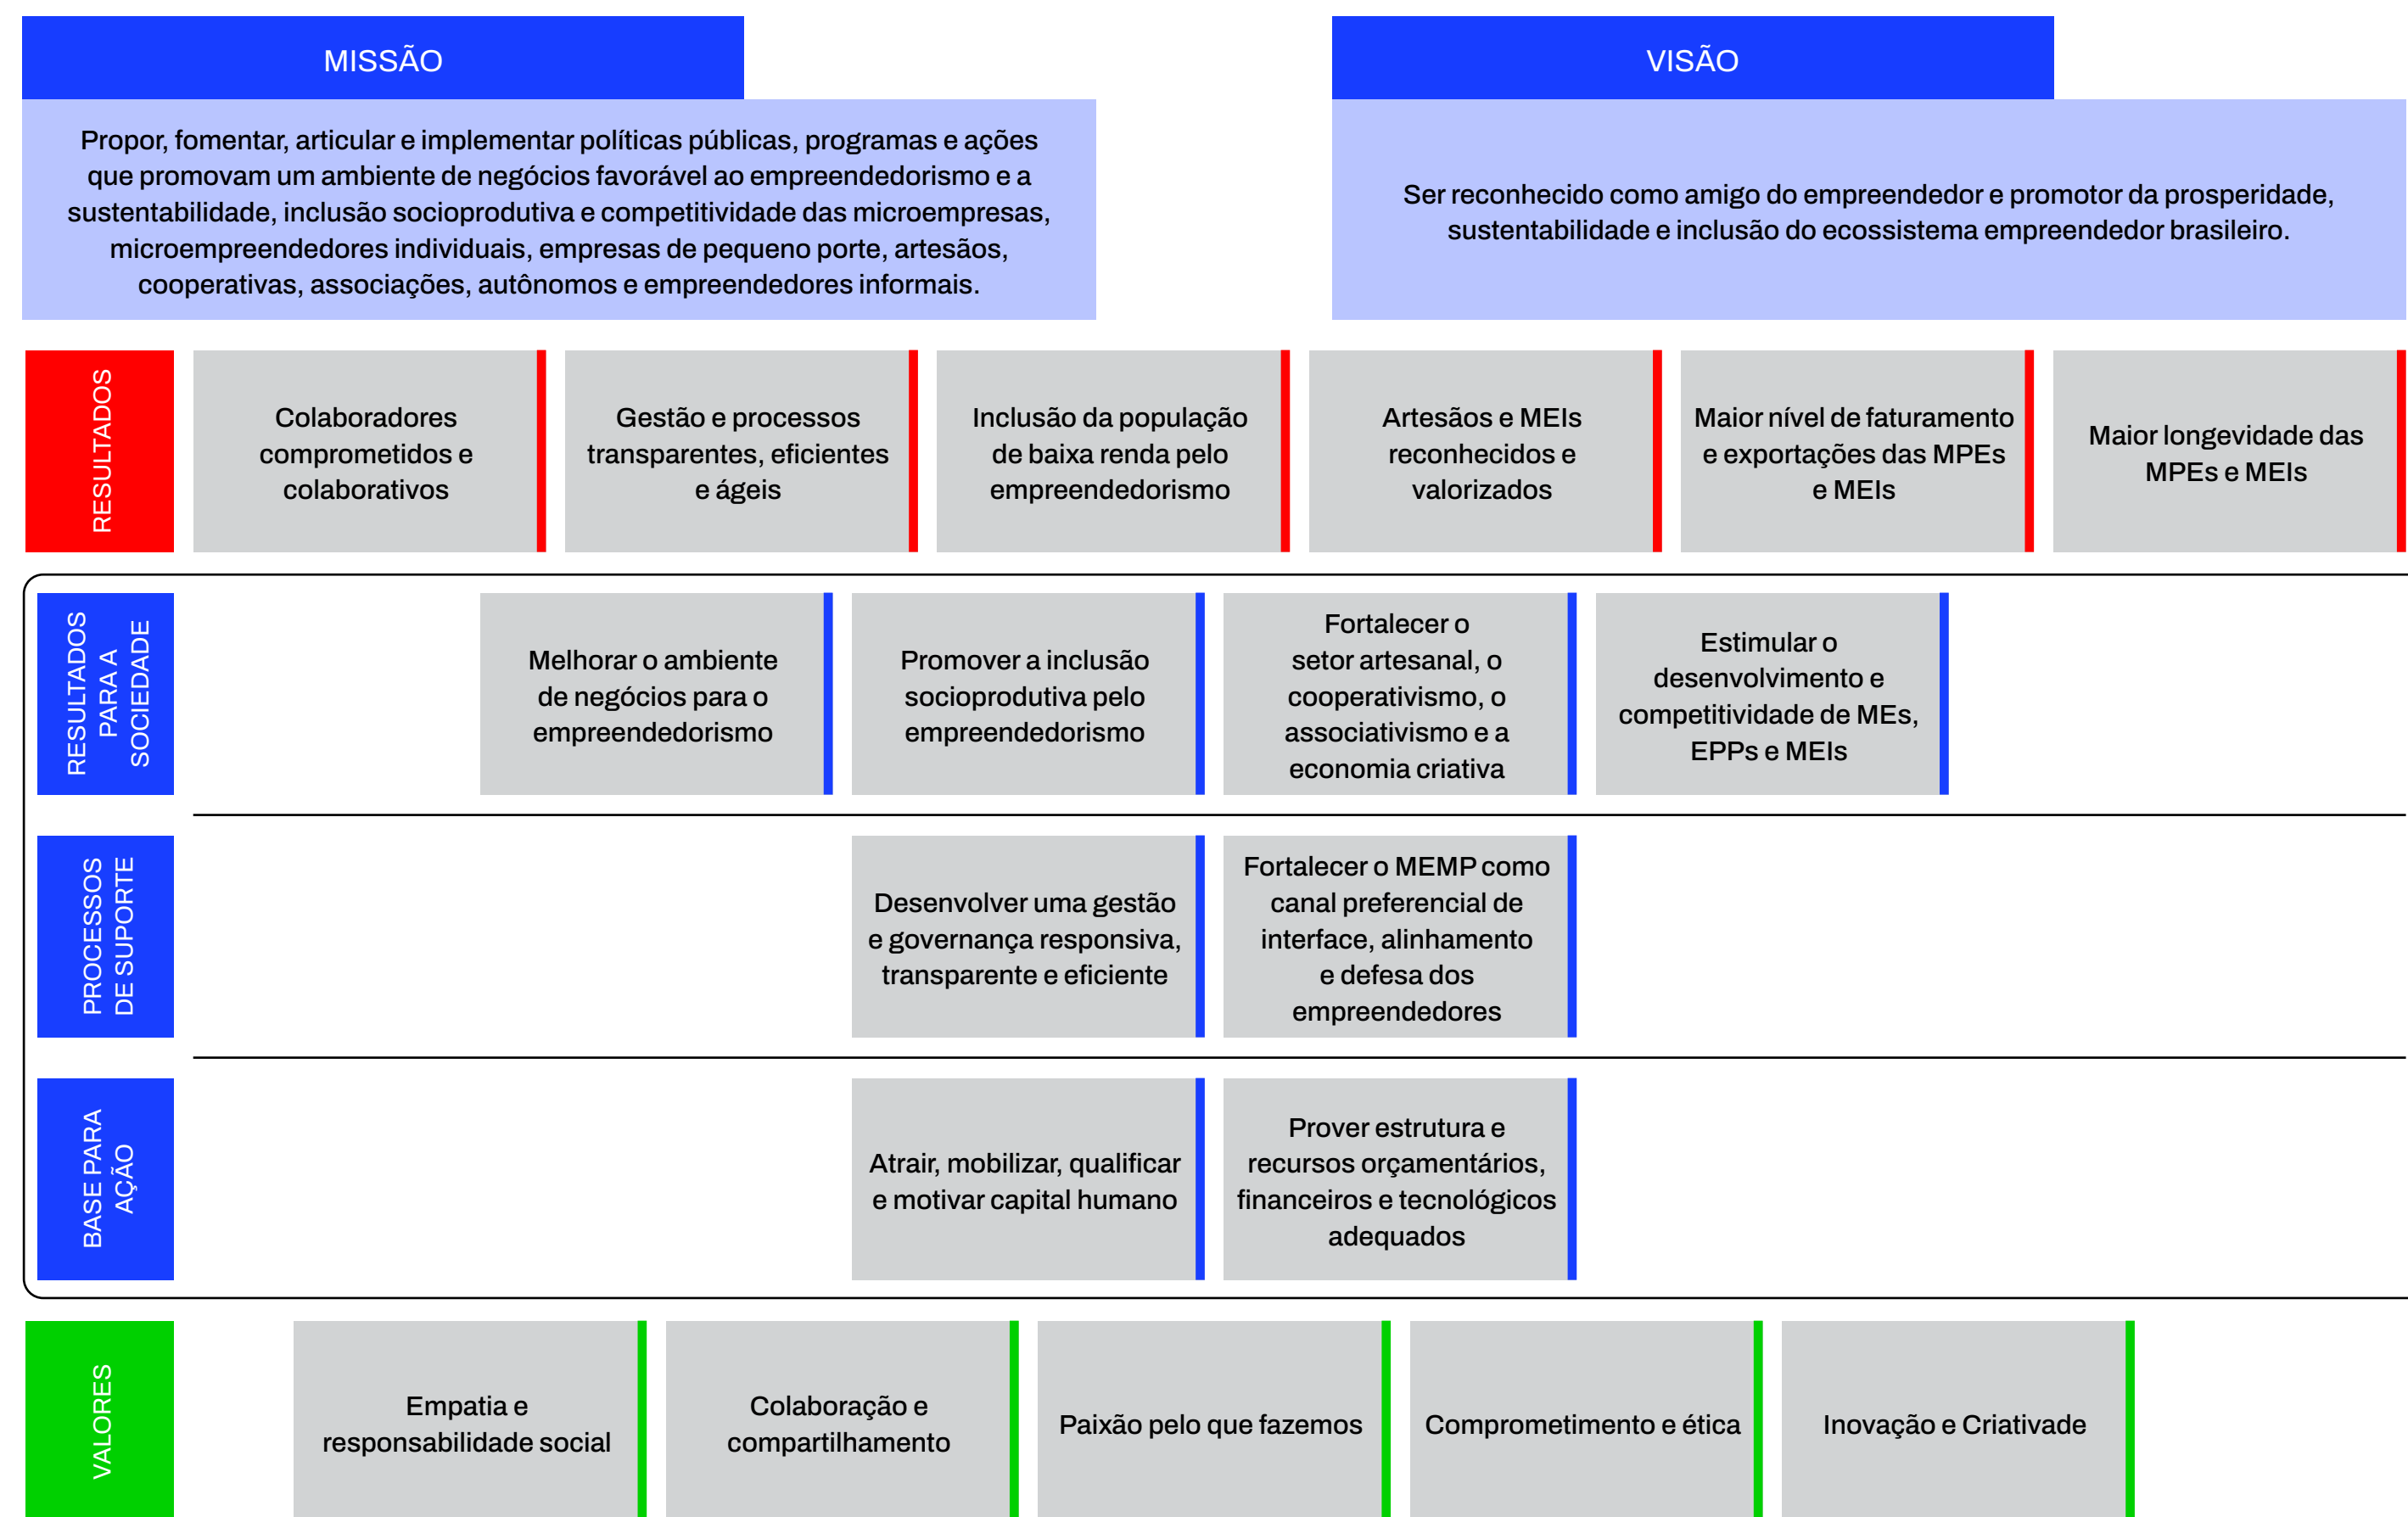 MISSÃO
Propor, fomentar, articular e implementar políticas públicas, programas e ações
que promovam um ambiente de negócios favorável ao empreendedorismo e a
sustentabilidade, inclusão socioprodutiva e competitividade das microempresas,
microempreendedores individuais, empresas de pequeno porte, artesãos,
cooperativas, associações, autônomos e empreendedores informais.
VISÃO
Ser reconhecido como amigo do empreendedor e promotor da prosperidade,
sustentabilidade e inclusão do ecossistema empreendedor brasileiro.
RESULTADOS
Colaboradores
comprometidos e
colaborativos
Gestão e processos
transparentes, eficientes
e ágeis
Inclusão da população
de baixa renda pelo
empreendedorismo
Artesãos e MEIs
reconhecidos e
valorizados
Maior nível de faturamento
e exportações das MPEs
e MEIs
Maior longevidade das
MPEs e MEIs
RESULTADOS
PARA A
SOCIEDADE
Melhorar o ambiente
de negócios para o
empreendedorismo
Promover a inclusão
socioprodutiva pelo
empreendedorismo
Fortalecer o
setor artesanal, o
cooperativismo, o
associativismo e a
economia criativa
Estimular o
desenvolvimento e
competitividade de MEs,
EPPs e MEIs
PROCESSOS
DE SUPORTE
Desenvolver uma gestão
e governança responsiva,
transparente e eficiente
Fortalecer o MEMP como
canal preferencial de
interface, alinhamento
e defesa dos
empreendedores
BASE PARA
AÇÃO
Atrair, mobilizar, qualificar
e motivar capital humano
Prover estrutura e
recursos orçamentários,
financeiros e tecnológicos
adequados
VALORES
Empatia e
responsabilidade social
Colaboração e
compartilhamento
Paixão pelo que fazemos
Comprometimento e ética
Inovação e Criativade